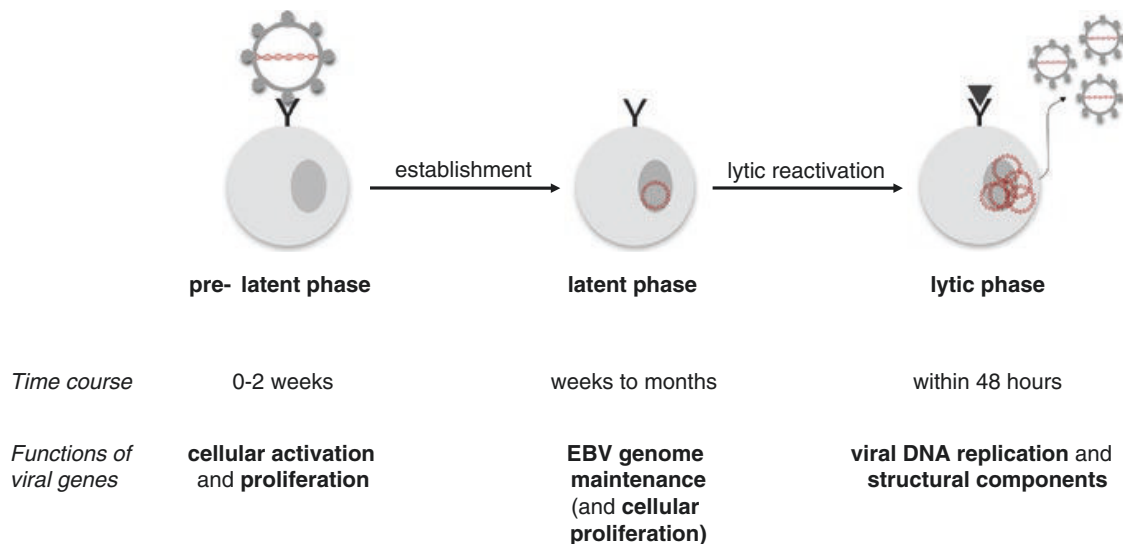 establishment
lytic reactivation
pre- latent phase
latent phase
lytic phase
Time course
0-2 weeks
weeks to months
within 48 hours
Functions of
viral genes
cellular activation
and proliferation
EBV genome
maintenance
(and cellular
proliferation)
viral DNA replication and
structural components